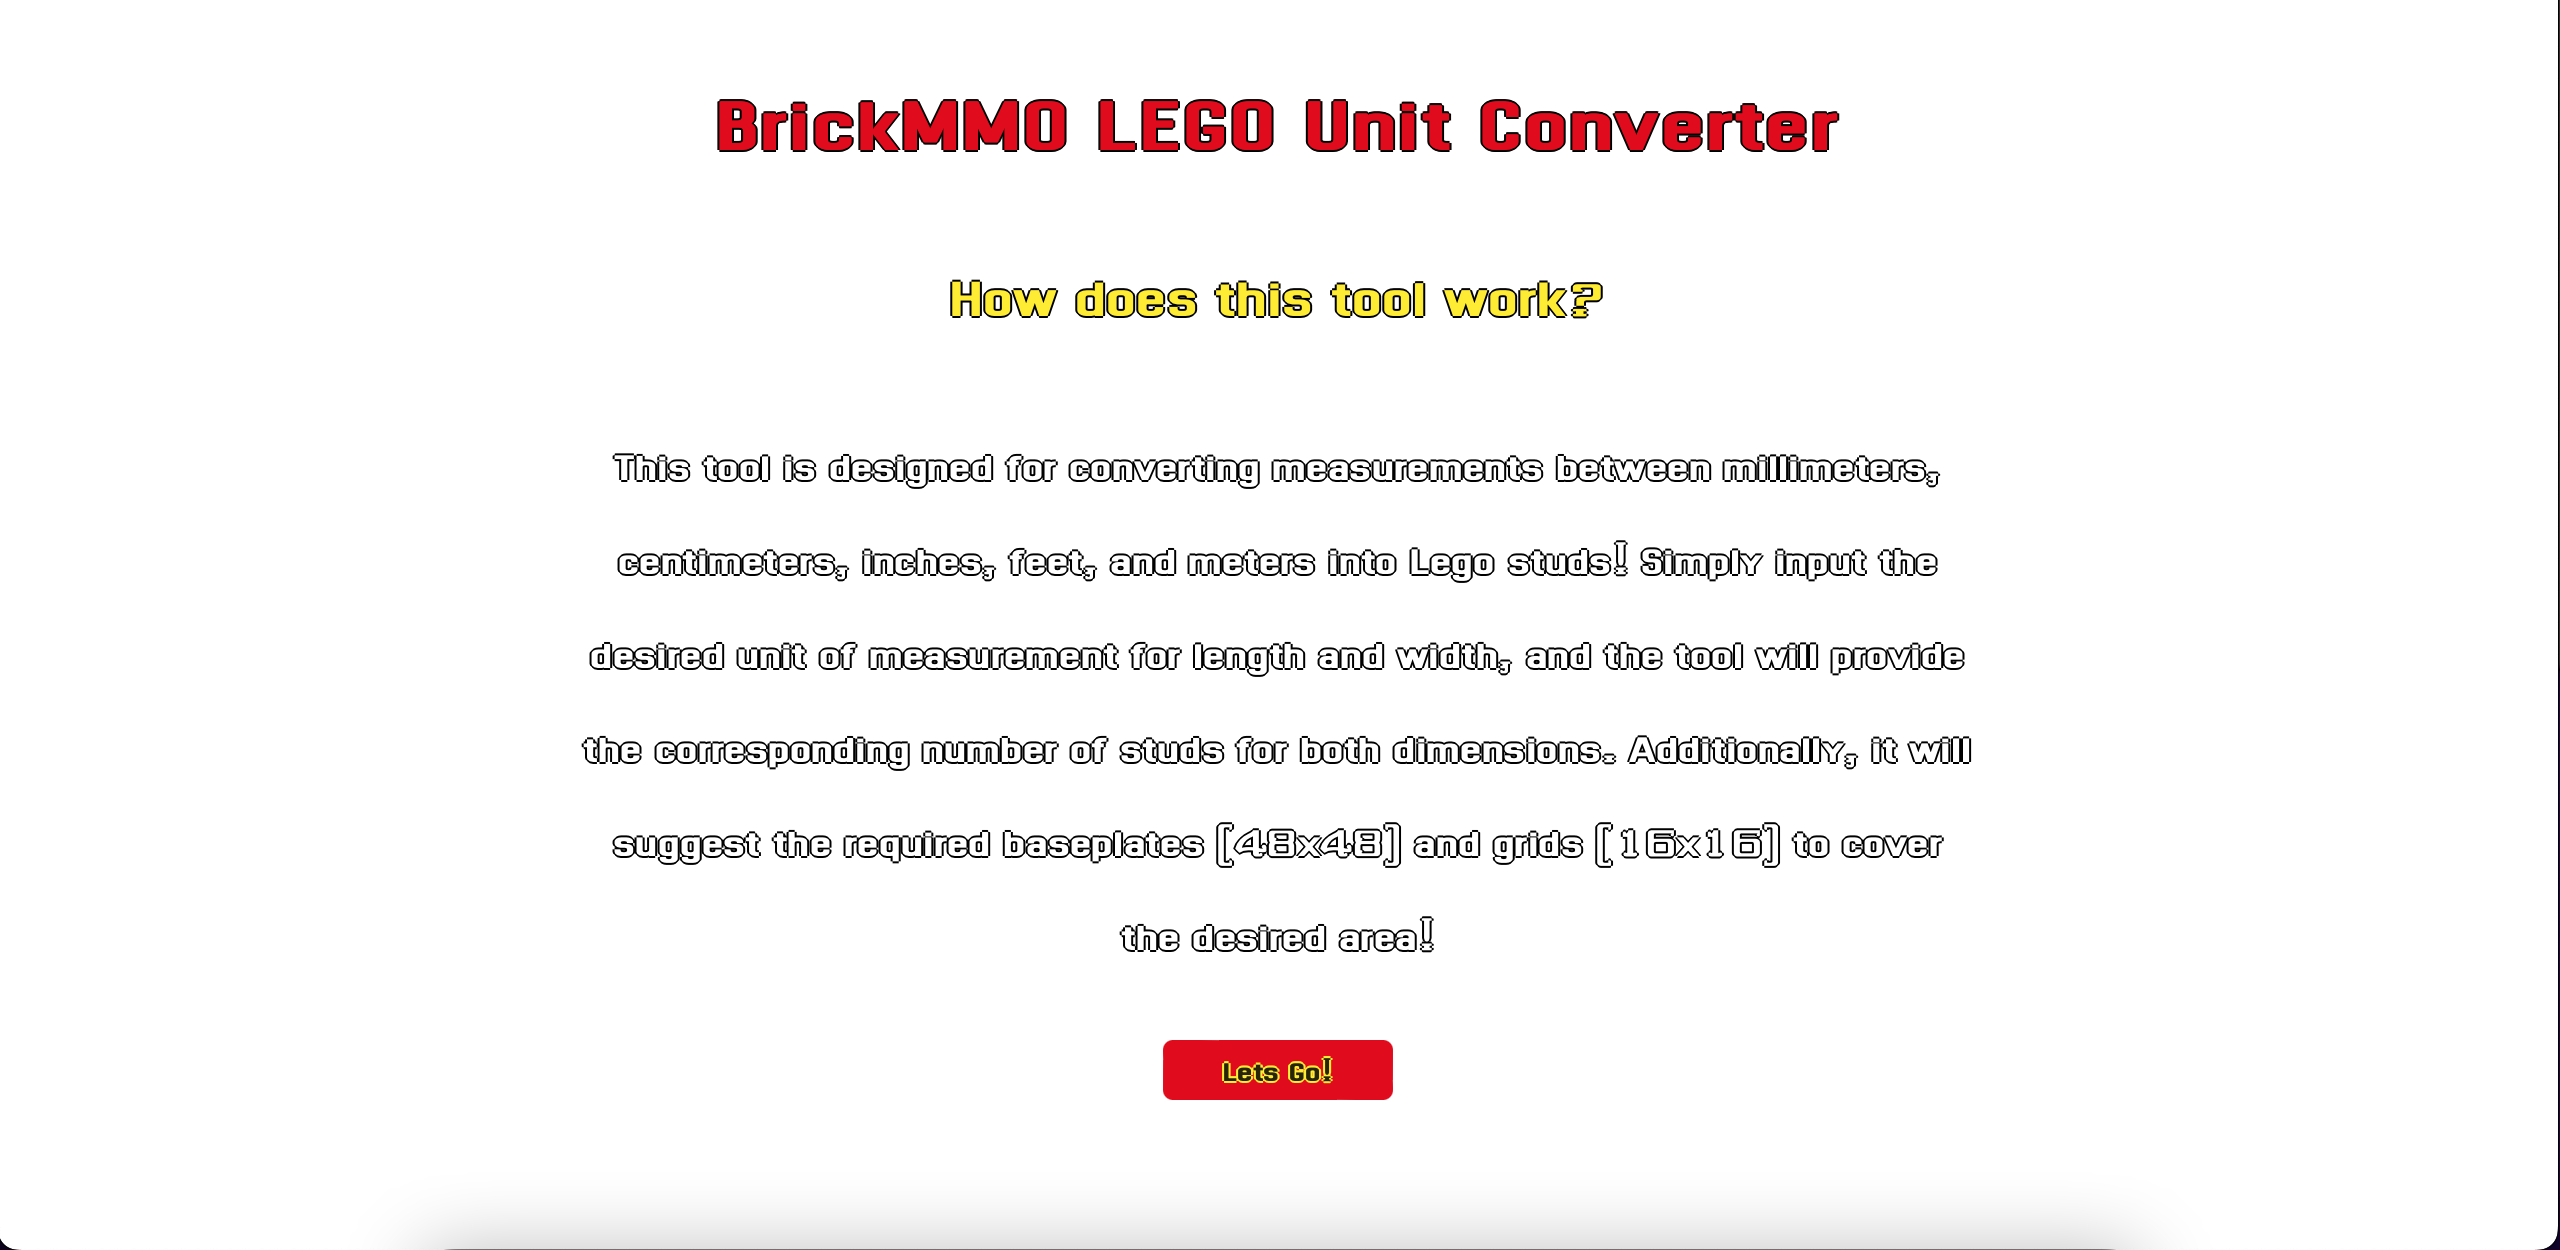 BrickMMO LEGO Unit Converter
How does this tool work?
This tool is designed for converting measurements between millimeters,
centimeters, inches, feet, and meters into Lego studs! Simply input the
desired unit of measurement for length and width, and the tool will provide
the corresponding number of studs for both dimensions. Additionally, it will
suggest the required baseplates (48x48) and grids (16x16) to cover
the desired area!
Lets Go!